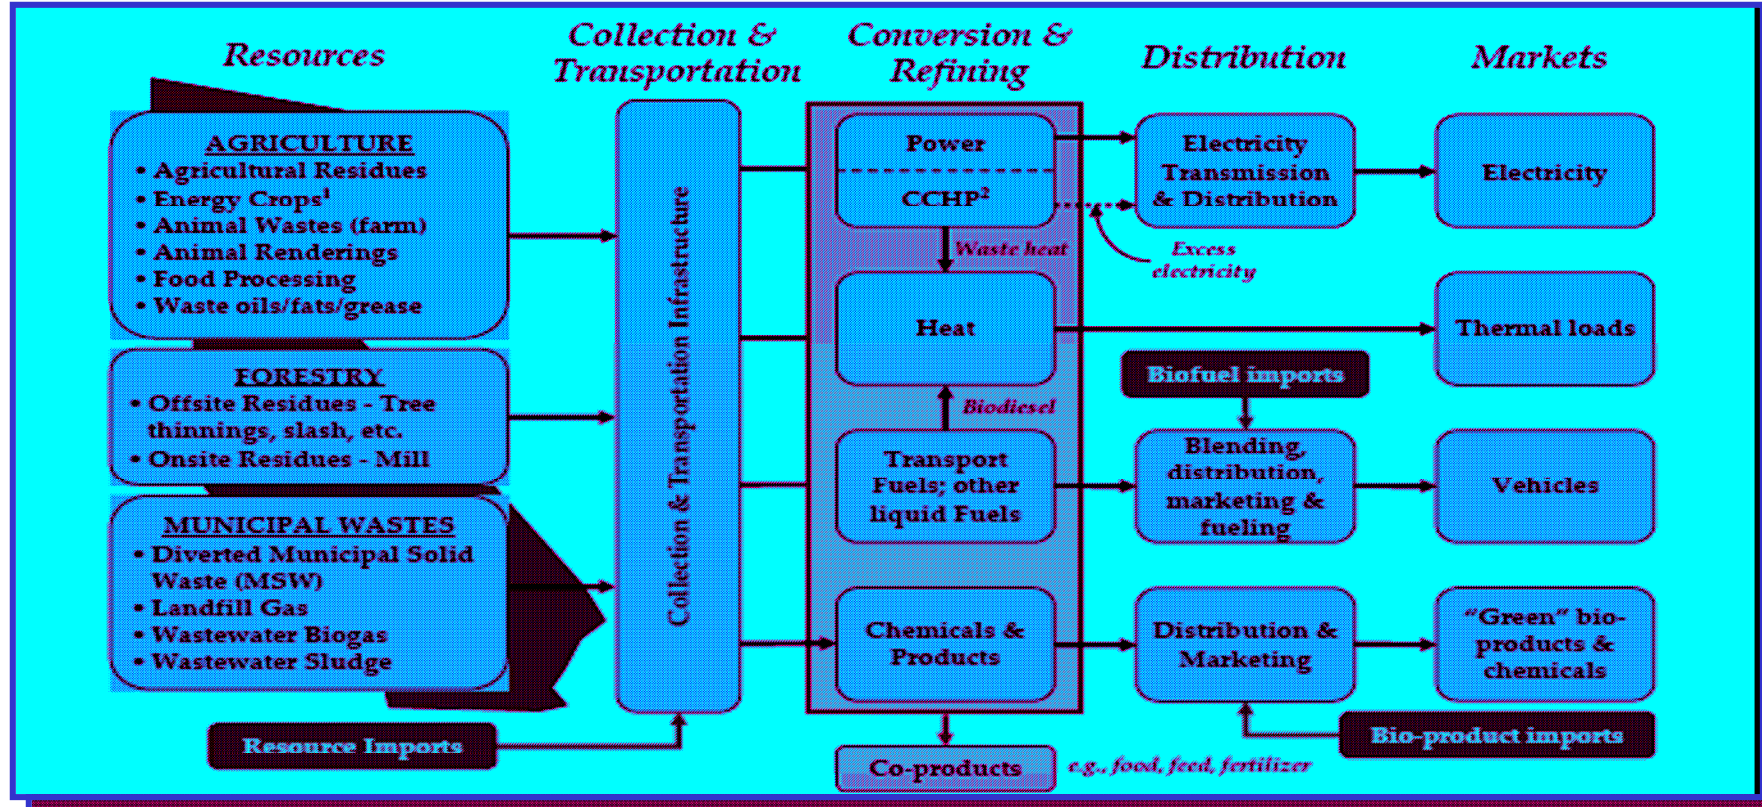 Resources
Collection &
Transportation
Conversion &
Refining
Distribution
Markets
AGRICULTURE
• Agricultural Residues
• Energy Crops¹
• Animal Wastes (farm)
• Animal Renderings
• Food Processing
• Waste oils/fats/grease
FORESTRY
• Offsite Residues - Tree
thinnings, slash, etc.
• Onsite Residues - Mill
MUNICIPAL WASTES
• Diverted Municipal Solid
Waste (MSW)
• Landfill Gas
• Wastewater Biogas
• Wastewater Sludge
Resource Imports
Collection & Transportation Infrastructure
Power
CCHP²
Waste heat
Heat
Biodiesel
Transport
Fuels; other
liquid Fuels
Chemicals &
Products
Co-products
e.g., food, feed, fertilizer
Electricity
Transmission
& Distribution
Excess
electricity
Biofuel imports
Blending,
distribution,
marketing &
fueling
Distribution &
Marketing
Electricity
Thermal loads
Vehicles
“Green” bio-
products &
chemicals
Bio-product imports